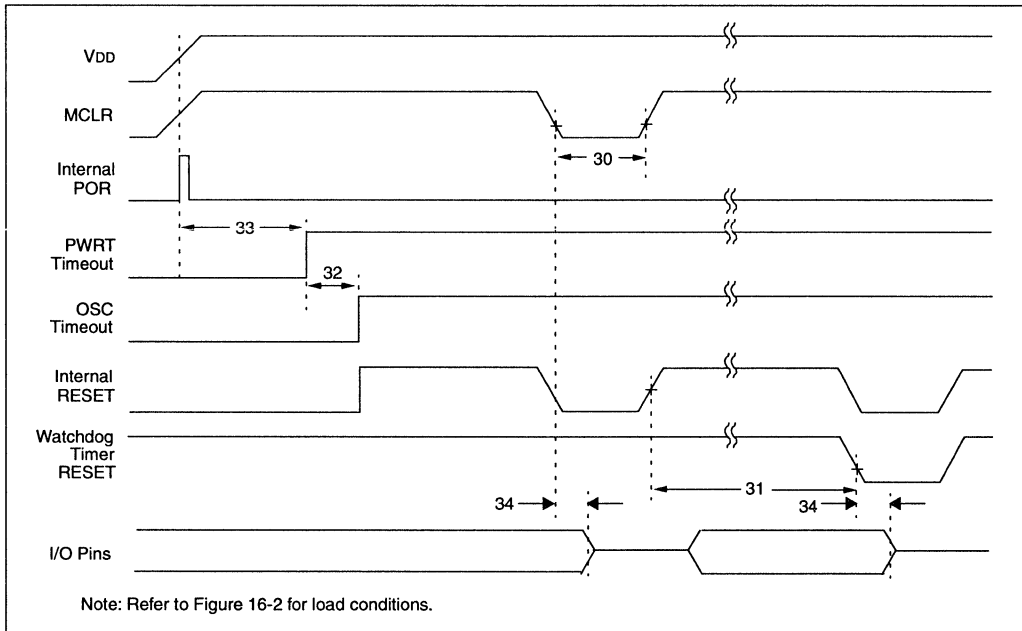 VDD
MCLR
30
Internal
POR
33
PWRT
Timeout
32
OSC
Timeout
Internal
RESET
Watchdog
Timer
RESET
31
34
34
I/O Pins
Note: Refer to Figure 16-2 for load conditions.